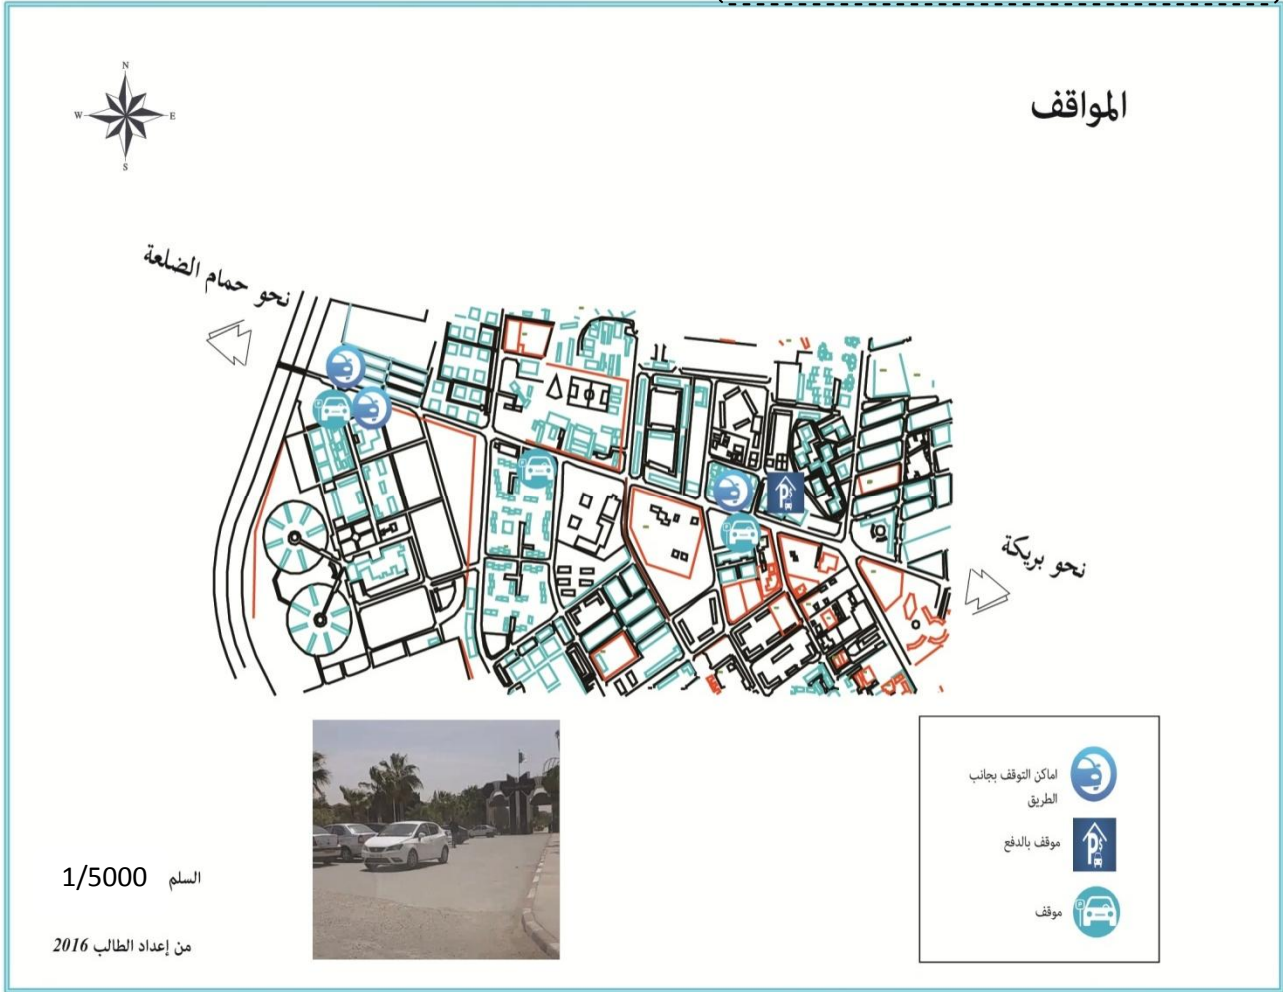 المواقف
N
W
E
S
نحو حمام الضلعة
نحو بريكة
اماكن التوقف بجانب
الطريق
موقف بالدفع
موقف
السلم 1/5000
من إعداد الطالب 2016